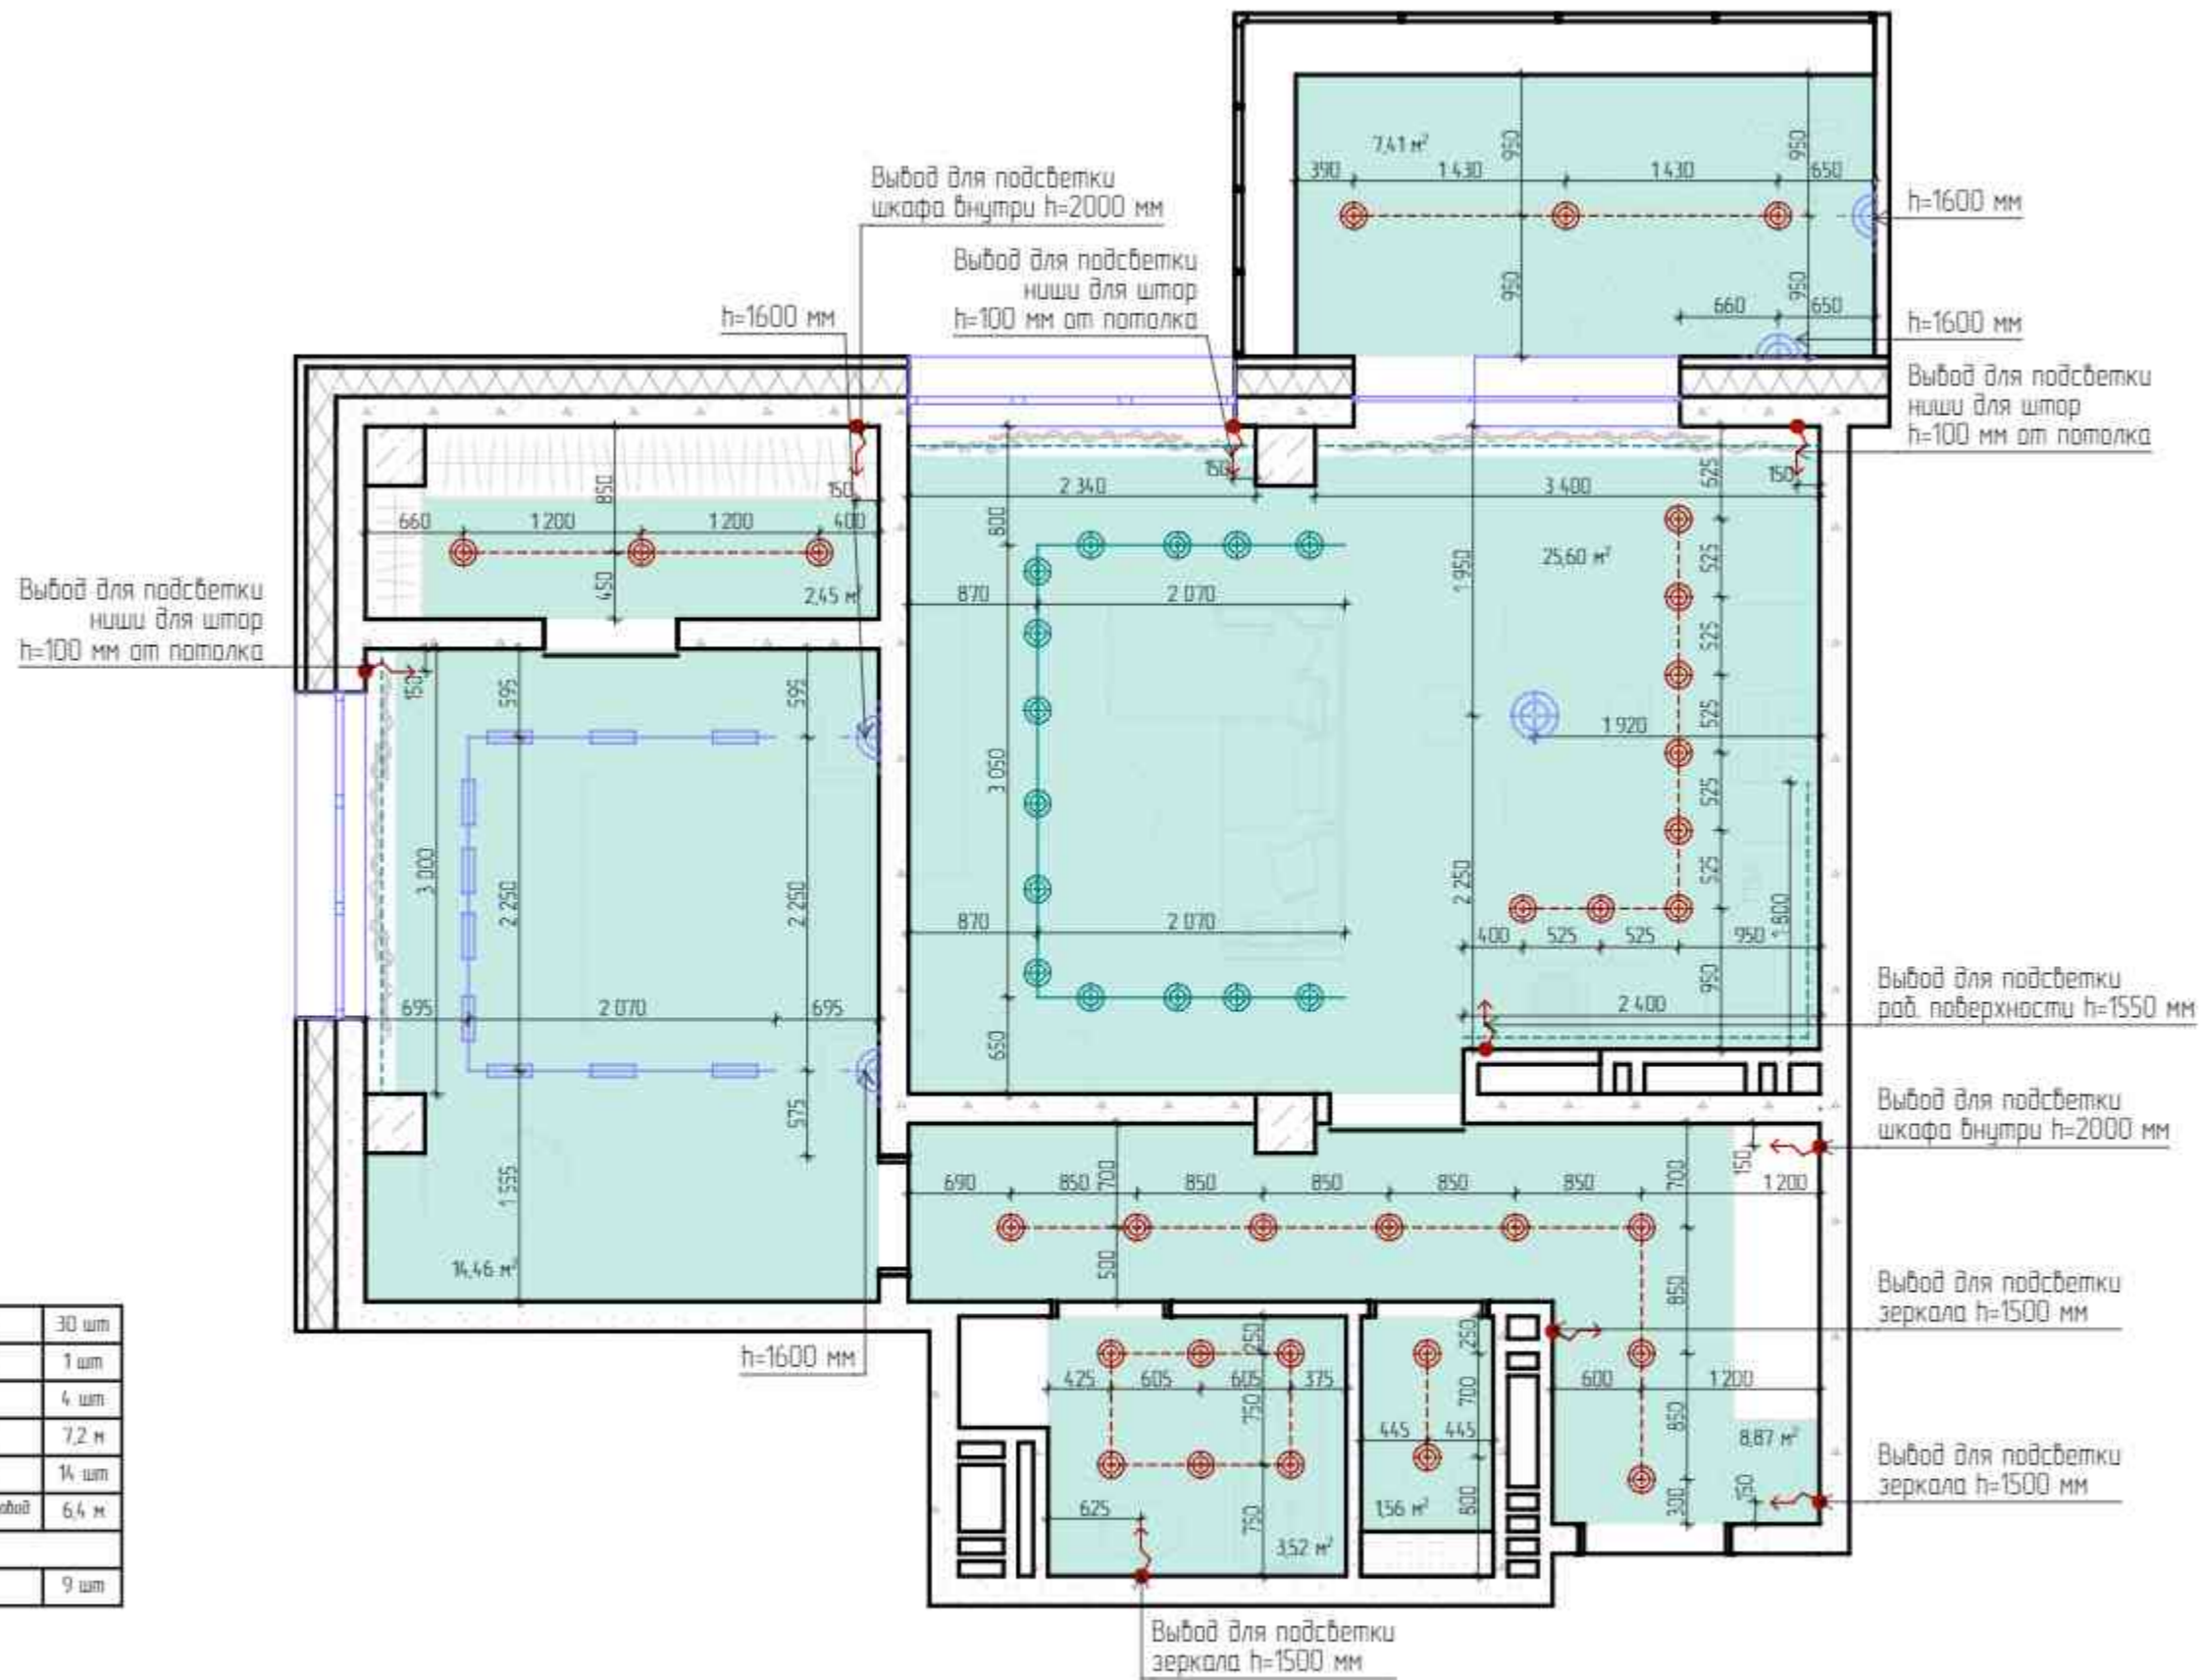 7,41 м²
390
1 430
1 430
650
950
950
950
950
660
650
h=1600 мм
h=1600 мм
Вывод для подсветки
шкафа внутри h=2000 мм
Вывод для подсветки
ниши для штор
h=100 мм от потолка
h=1600 мм
Вывод для подсветки
ниши для штор
h=100 мм от потолка
150
850
660
1 200
1 200
400
450
2,45 м²
Вывод для подсветки
ниши для штор
h=100 мм от потолка
150
150
150
2 340
3 400
800
870
2 070
3 050
870
2 070
650
1 950
2 250
25,60 м²
525
525
525
525
525
525
1 920
400
525
525
950
1 800
950
2 400
595
595
3 000
2 250
2 250
695
2 070
695
575
1 555
14,46 м²
h=1600 мм
Вывод для подсветки
раб. поверхности h=1550 мм
Вывод для подсветки
шкафа внутри h=2000 мм
150
690
850
700
850
850
850
850
700
1 200
500
850
Вывод для подсветки
зеркала h=1500 мм
600
1 200
850
8,87 м²
300
150
Вывод для подсветки
зеркала h=1500 мм
250
425
605
605
375
750
625
750
3,52 м²
250
700
445
445
1,56 м²
800
Вывод для подсветки
зеркала h=1500 мм
30 шт
1 шт
4 шт
7,2 м
14 шт
6,4 м
9 шт